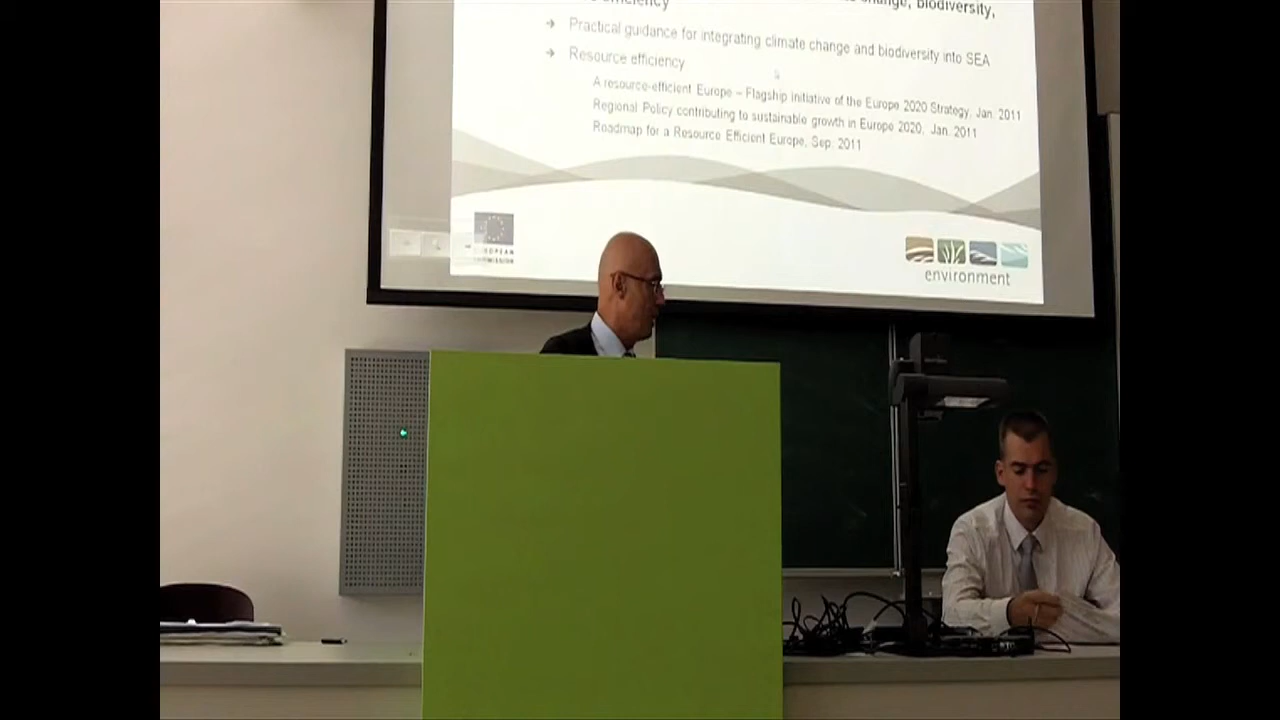 change, biodiversity,
efficiency
→ Practical guidance for integrating climate change and biodiversity into SEA
→ Resource efficiency
A resource-efficient Europe – Flagship initiative of the Europe 2020 Strategy, Jan. 2011
Regional Policy contributing to sustainable growth in Europe 2020, Jan. 2011
Roadmap for a Resource Efficient Europe, Sep. 2011
environment